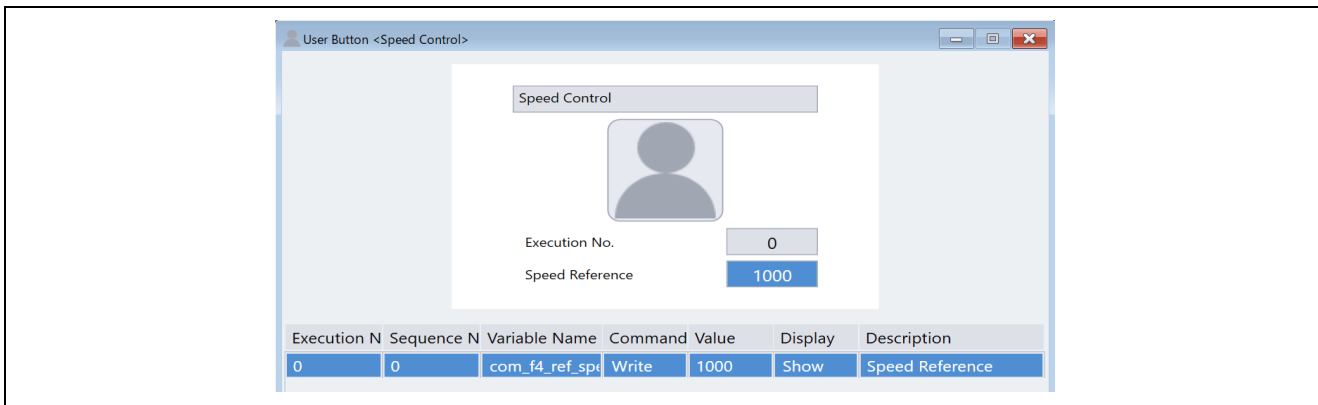 User Button <Speed Control>
Speed Control
Execution No. 0
Speed Reference 1000
Execution N Sequence N Variable Name Command Value Display Description
0 0 com_f4_ref_spe Write 1000 Show Speed Reference